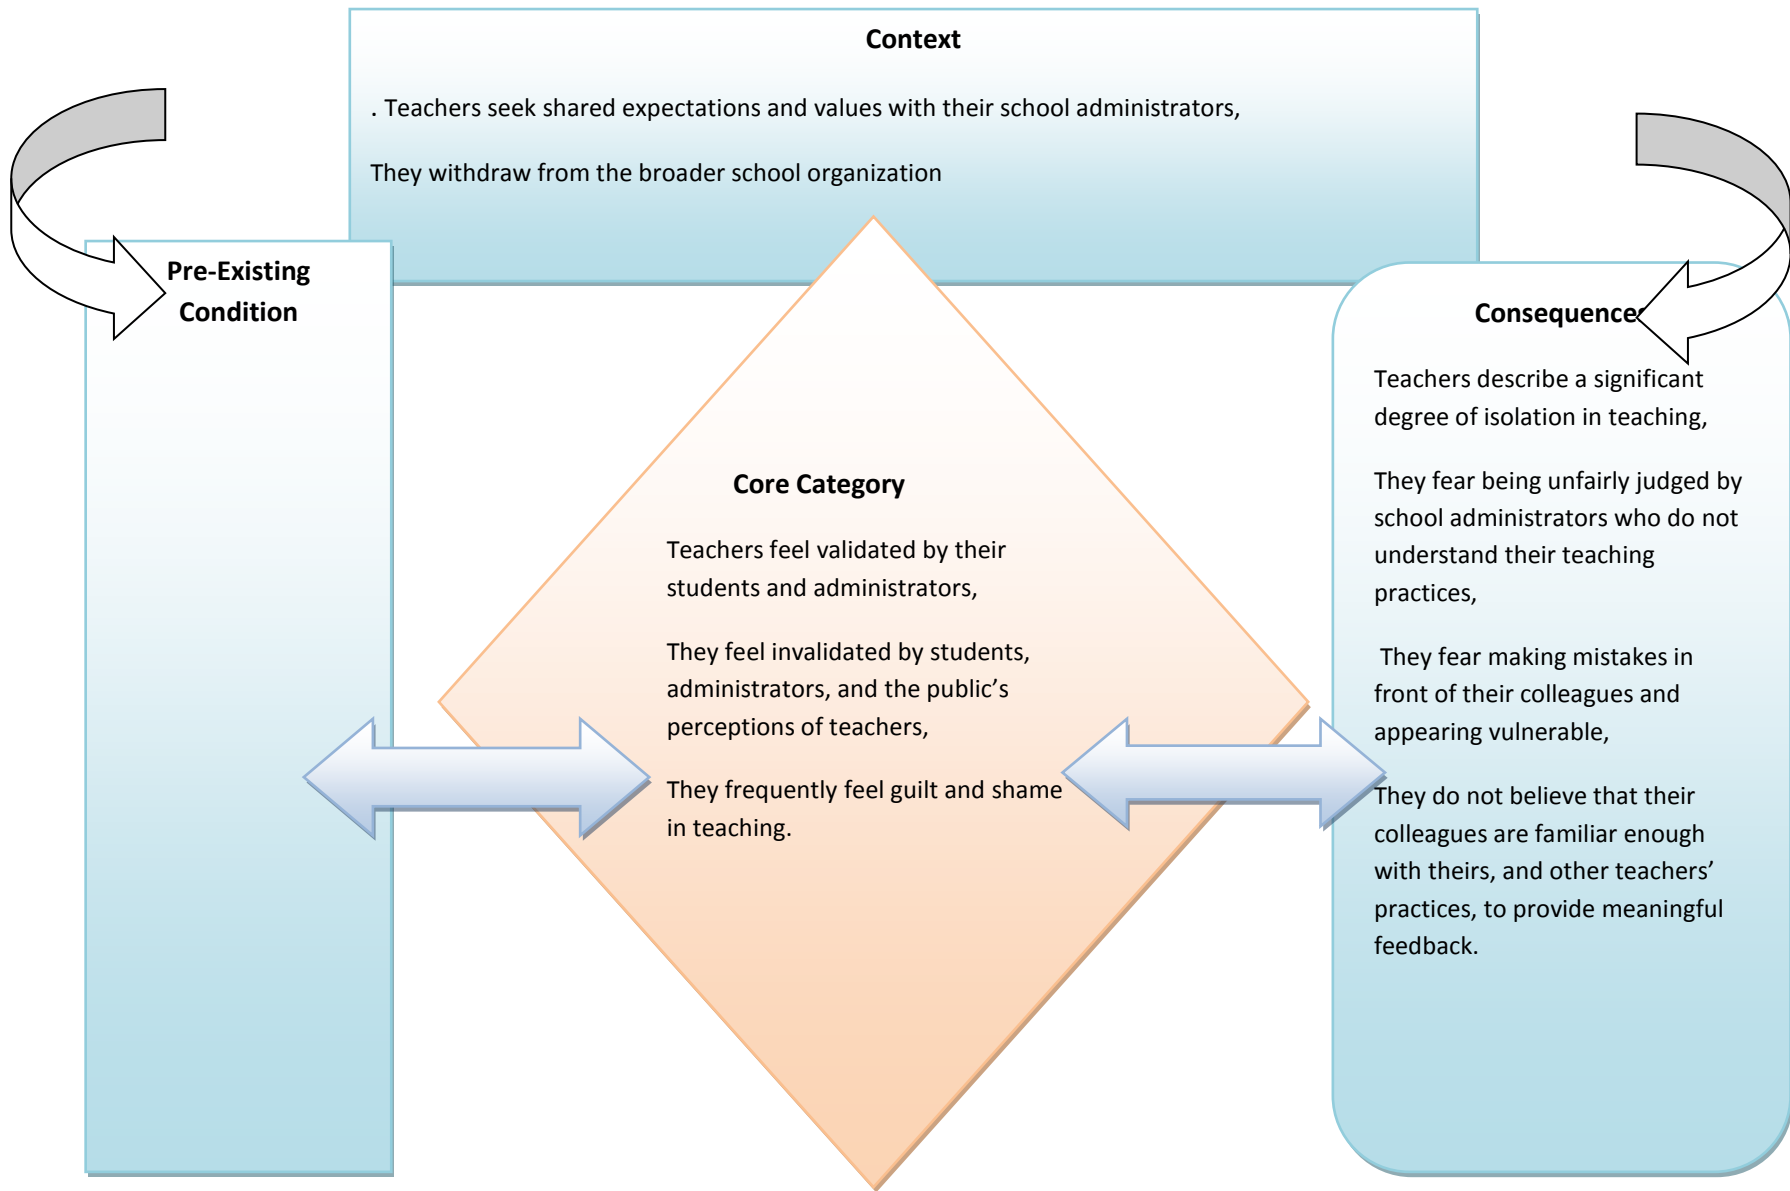 Context
. Teachers seek shared expectations and values with their school administrators,
They withdraw from the broader school organization
Pre-Existing
Condition
Core Category
Teachers feel validated by their
students and administrators,
They feel invalidated by students,
administrators, and the public’s
perceptions of teachers,
They frequently feel guilt and shame
in teaching.
Consequences
Teachers describe a significant
degree of isolation in teaching,
They fear being unfairly judged by
school administrators who do not
understand their teaching
practices,
They fear making mistakes in
front of their colleagues and
appearing vulnerable,
They do not believe that their
colleagues are familiar enough
with theirs, and other teachers’
practices, to provide meaningful
feedback.